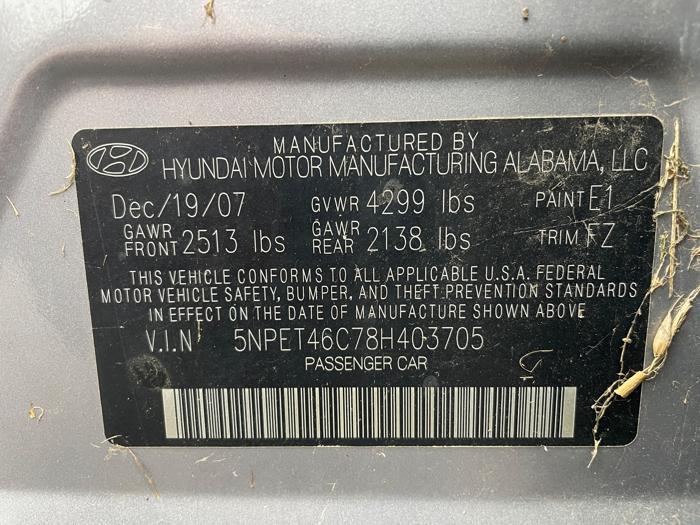 MANUFACTURED BY
HYUNDAI MOTOR MANUFACTURING ALABAMA, LLC
Dec/19/07 GVWR 4299 lbs PAINT E1
GAWR FRONT 2513 lbs GAWR REAR 2138 lbs TRIM FZ
THIS VEHICLE CONFORMS TO ALL APPLICABLE U.S.A. FEDERAL
MOTOR VEHICLE SAFETY, BUMPER, AND THEFT PREVENTION STANDARDS
IN EFFECT ON THE DATE OF MANUFACTURE SHOWN ABOVE
V.I.N 5NPET46C78H403705
PASSENGER CAR